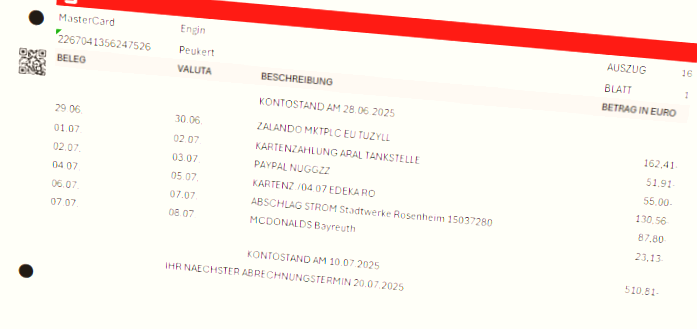 MasterCard Engin
2267041356247526 Peukert AUSZUG 16
BLATT 1
BELEG VALUTA BESCHREIBUNG BETRAG IN EURO
KONTOSTAND AM 28.06.2025
29.06. 30.06. ZALANDO MKTPLC EU TUZYLL 162,41-
01.07. 02.07. KARTENZAHLUNG ARAL TANKSTELLE 51,91-
02.07. 03.07. PAYPAL NUGGZZ 55,00-
04.07. 05.07. KARTENZ./04.07 EDEKA RO 130,56-
06.07. 07.07. ABSCHLAG STROM Stadtwerke Rosenheim 15037280 87,80-
07.07. 08.07. MCDONALDS Bayreuth 23,13-
KONTOSTAND AM 10.07.2025 510,81-
IHR NAECHSTER ABRECHNUNGSTERMIN 20.07.2025